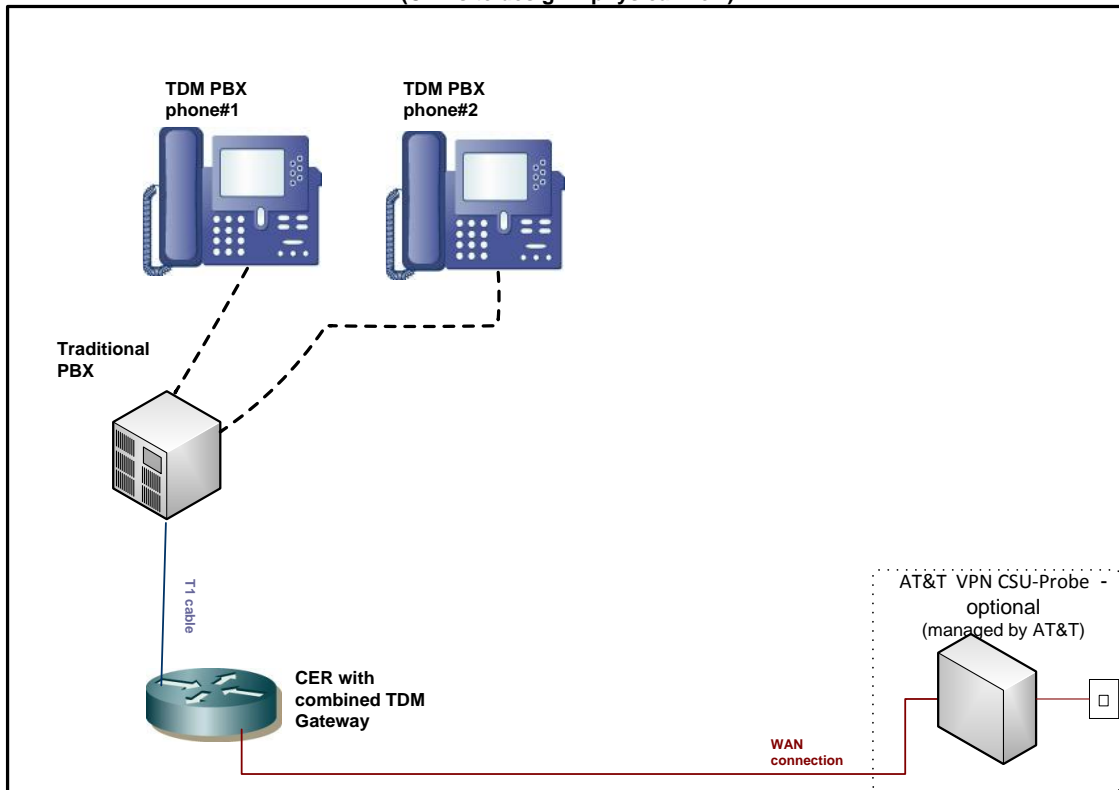 TDM PBX
phone#1
TDM PBX
phone#2
Traditional
PBX
T1 cable
CER with
combined TDM
Gateway
WAN
connection
AT&T VPN CSU-Probe -
optional
(managed by AT&T)